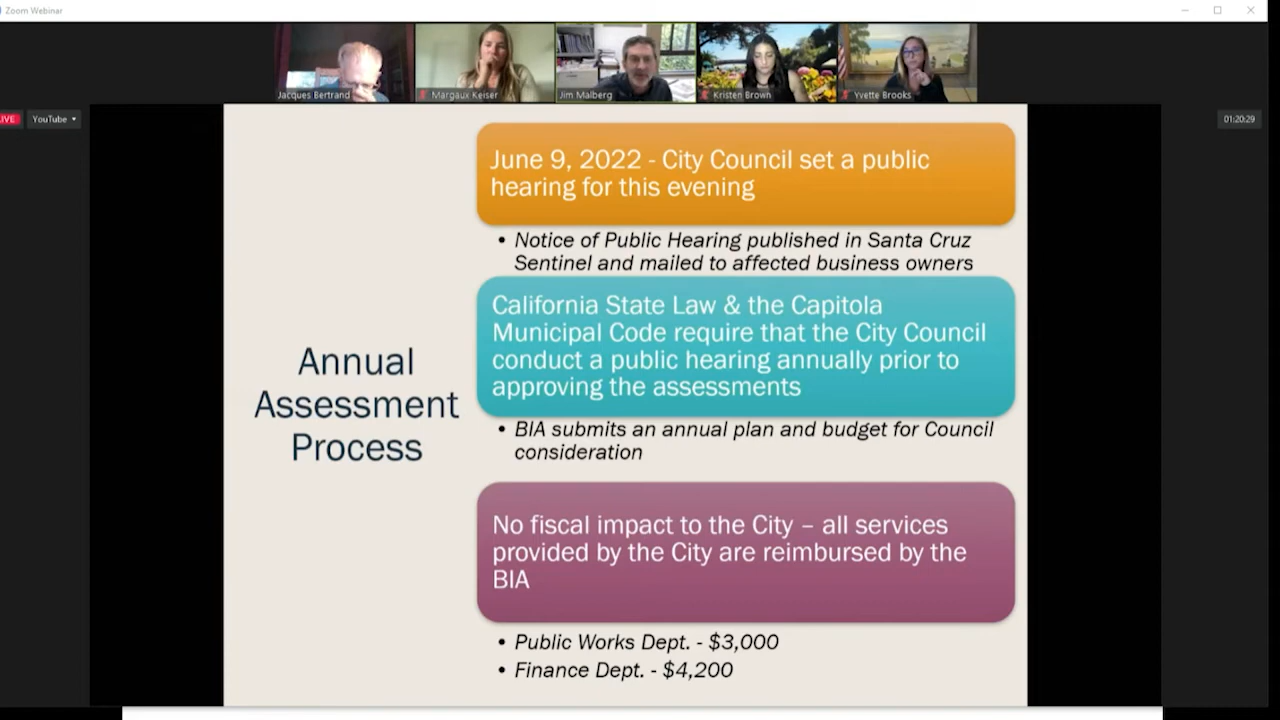 Zoom Webinar
Jacques Bertrand
Margaux Keiser
Jim Malberg
Kristen Brown
Yvette Brooks
LIVE
YouTube
01:20:29
Annual
Assessment
Process
June 9, 2022 - City Council set a public
hearing for this evening
• Notice of Public Hearing published in Santa Cruz
Sentinel and mailed to affected business owners
California State Law & the Capitola
Municipal Code require that the City Council
conduct a public hearing annually prior to
approving the assessments
• BIA submits an annual plan and budget for Council
consideration
No fiscal impact to the City – all services
provided by the City are reimbursed by the
BIA
• Public Works Dept. - $3,000
• Finance Dept. - $4,200